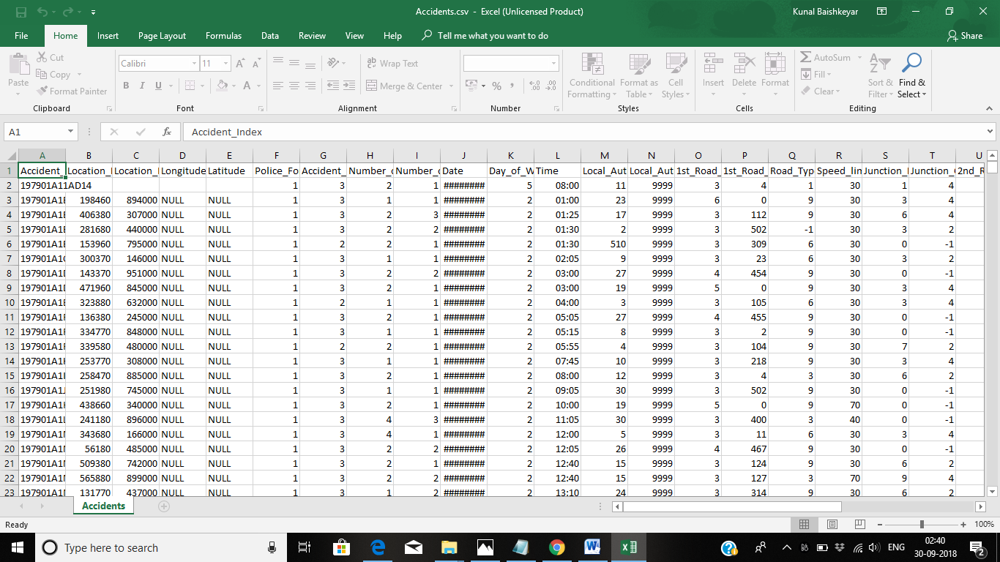 Accidents.csv - Excel (Unlicensed Product)
Kunal Baishkeyar
File Home Insert Page Layout Formulas Data Review View Help Tell me what you want to do Share
Paste Cut Copy Format Painter
Calibri 11
B I U
Wrap Text
Merge & Center
Conditional Formatting Format as Table Cell Styles
Insert Delete Format
AutoSum Fill Clear
Sort & Filter Find & Select
Clipboard Font Alignment Number Styles Cells Editing
A1 fx Accident_Index
A B C D E F G H I J K L M N O P Q R S T U
1 Accident_ Location_ Location_ Longitude Latitude Police_Fo Accident_ Number_ Number_ Date Day_of_W Time Local_Aut Local_Aut 1st_Road_ 1st_Road_ Road_Typ Speed_lin Junction_ Junction_ 2nd_R
2 197901A11AD14 1 3 2 1 ######## 5 08:00 11 9999 3 4 1 30 1 4
3 197901A1 198460 894000 NULL NULL 1 3 1 1 ######## 2 01:00 23 9999 6 0 9 30 3 4
4 197901A1 406380 307000 NULL NULL 1 3 2 3 ######## 2 01:25 17 9999 3 112 9 30 6 4
5 197901A1 281680 440000 NULL NULL 1 3 2 2 ######## 2 01:30 2 9999 3 502 -1 30 3 2
6 197901A1 153960 795000 NULL NULL 1 2 2 1 ######## 2 01:30 510 9999 3 309 6 30 0 -1
7 197901A1 300370 146000 NULL NULL 1 3 1 1 ######## 2 02:05 9 9999 3 23 6 30 3 2
8 197901A1 143370 951000 NULL NULL 1 3 2 2 ######## 2 03:00 27 9999 4 454 9 30 0 -1
9 197901A1 471960 845000 NULL NULL 1 3 2 1 ######## 2 03:00 19 9999 5 0 9 30 3 4
10 197901A1 323880 632000 NULL NULL 1 2 1 1 ######## 2 04:00 3 9999 3 105 6 30 3 4
11 197901A1 136380 245000 NULL NULL 1 3 2 1 ######## 2 05:05 27 9999 4 455 9 30 0 -1
12 197901A1 334770 848000 NULL NULL 1 3 1 1 ######## 2 05:15 8 9999 3 2 9 30 0 -1
13 197901A1 339580 480000 NULL NULL 1 2 2 1 ######## 2 05:55 4 9999 3 104 9 30 7 2
14 197901A1 253770 308000 NULL NULL 1 3 1 1 ######## 2 07:45 10 9999 3 218 9 30 3 4
15 197901A1 258470 885000 NULL NULL 1 3 2 1 ######## 2 08:00 12 9999 3 4 3 30 6 2
16 197901A1 251980 745000 NULL NULL 1 3 1 1 ######## 2 09:05 30 9999 3 502 9 30 0 -1
17 197901A1 438660 340000 NULL NULL 1 3 2 1 ######## 2 10:00 19 9999 5 0 9 70 0 -1
18 197901A1 241180 896000 NULL NULL 1 3 4 3 ######## 2 11:05 30 9999 3 400 3 40 0 -1
19 197901A1 343680 166000 NULL NULL 1 3 4 1 ######## 2 12:00 5 9999 3 11 6 30 3 4
20 197901A1 56180 485000 NULL NULL 1 3 2 2 ######## 2 12:05 26 9999 4 467 9 30 0 -1
21 197901A1 509380 742000 NULL NULL 1 3 2 1 ######## 2 12:40 15 9999 3 124 9 30 6 2
22 197901A1 565880 899000 NULL NULL 1 3 2 2 ######## 2 12:40 15 9999 3 127 3 70 9 4
23 197901A1 131770 437000 NULL NULL 1 3 1 2 ######## 2 13:10 24 9999 3 314 9 30 6 2
Accidents
Ready 100%
Type here to search
ENG
02:40
30-09-2018
2